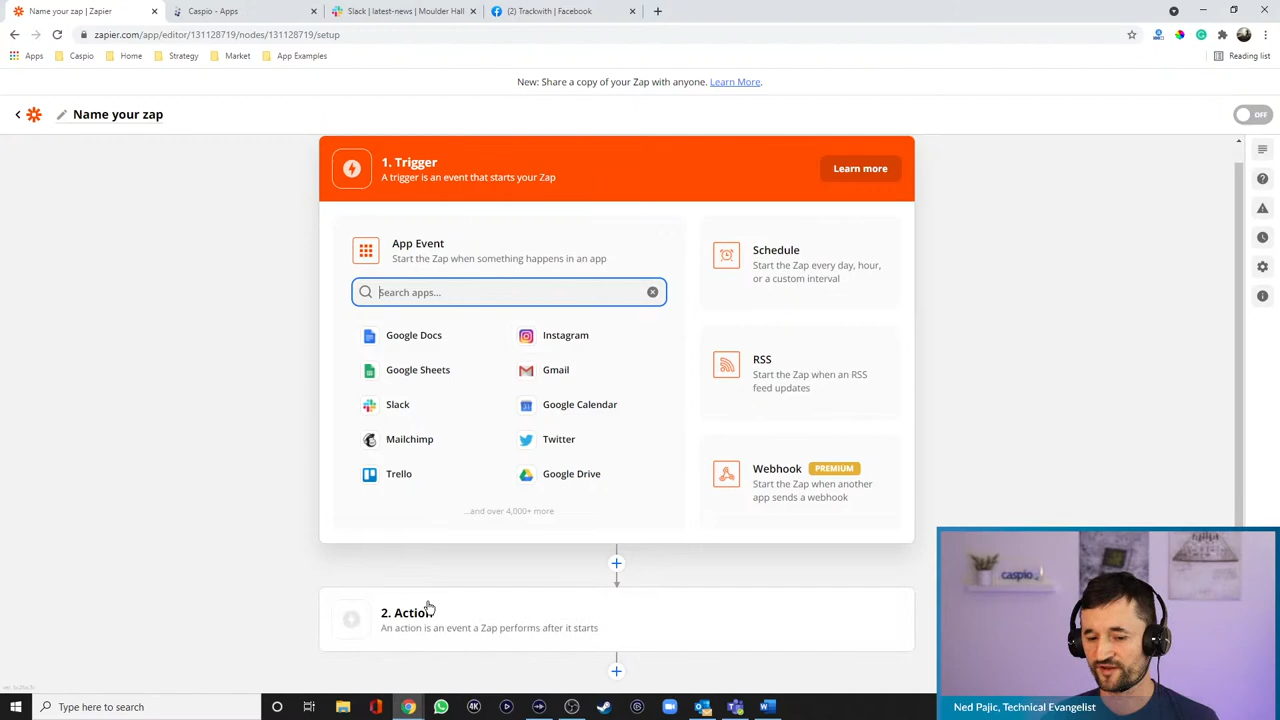 Name your zap | Zapier
Caspio - Apps
Slack | latest-news | Moulder Hall
(2) Trackwith | Facebook
zapier.com/app/editor/131128719/nodes/131128719/setup
Apps
Caspio
Home
Strategy
Market
App Examples
Reading list
New: Share a copy of your Zap with anyone. Learn More.
Name your zap
OFF
1. Trigger
A trigger is an event that starts your Zap
Learn more
App Event
Start the Zap when something happens in an app
Search apps...
Google Docs
Instagram
Google Sheets
Gmail
Slack
Google Calendar
Mailchimp
Twitter
Trello
Google Drive
...and over 4,000+ more
Schedule
Start the Zap every day, hour,
or a custom interval
RSS
Start the Zap when an RSS
feed updates
Webhook PREMIUM
Start the Zap when another
app sends a webhook
2. Action
An action is an event a Zap performs after it starts
caspio
Ned Pajic, Technical Evangelist
Type here to search
4K